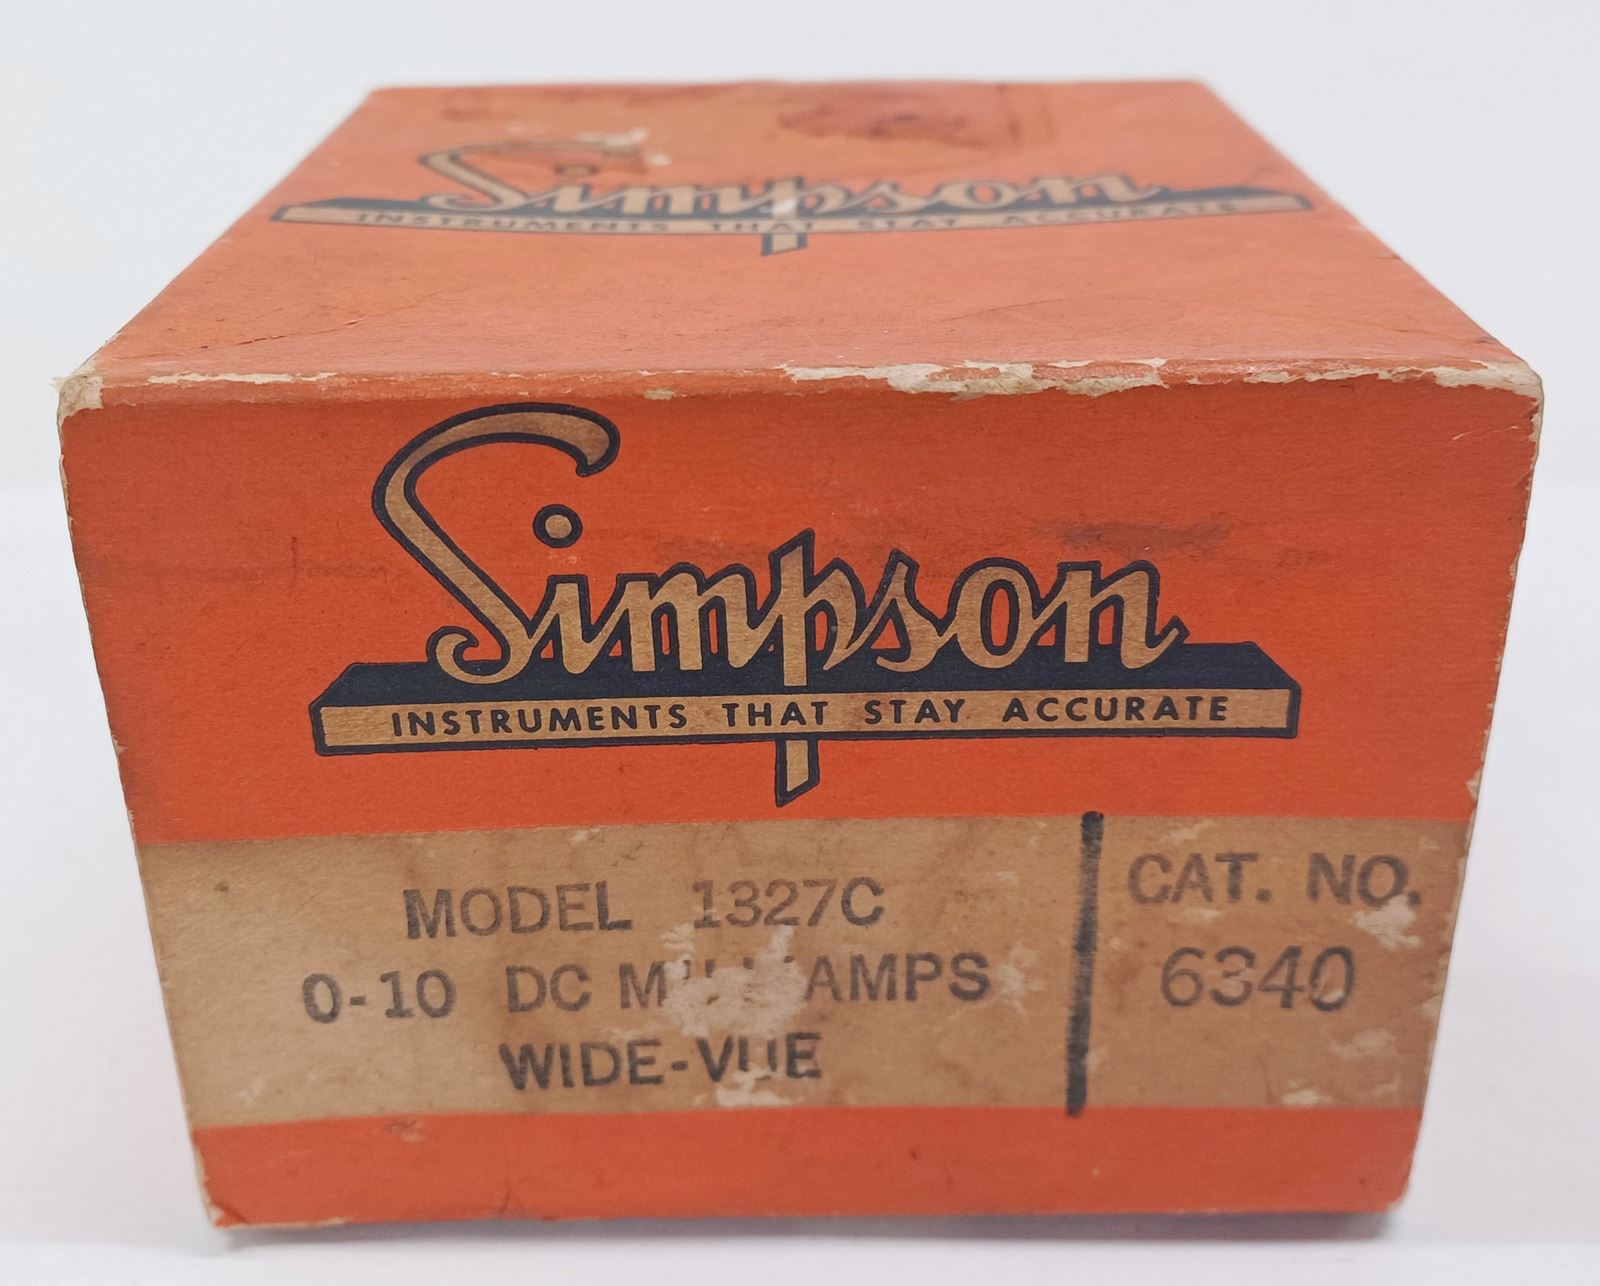 Simpson
INSTRUMENTS THAT STAY ACCURATE
Simpson
INSTRUMENTS THAT STAY ACCURATE
MODEL 1327C
0-10 DC MILLIAMPS
WIDE-VUE
CAT. NO.
6340